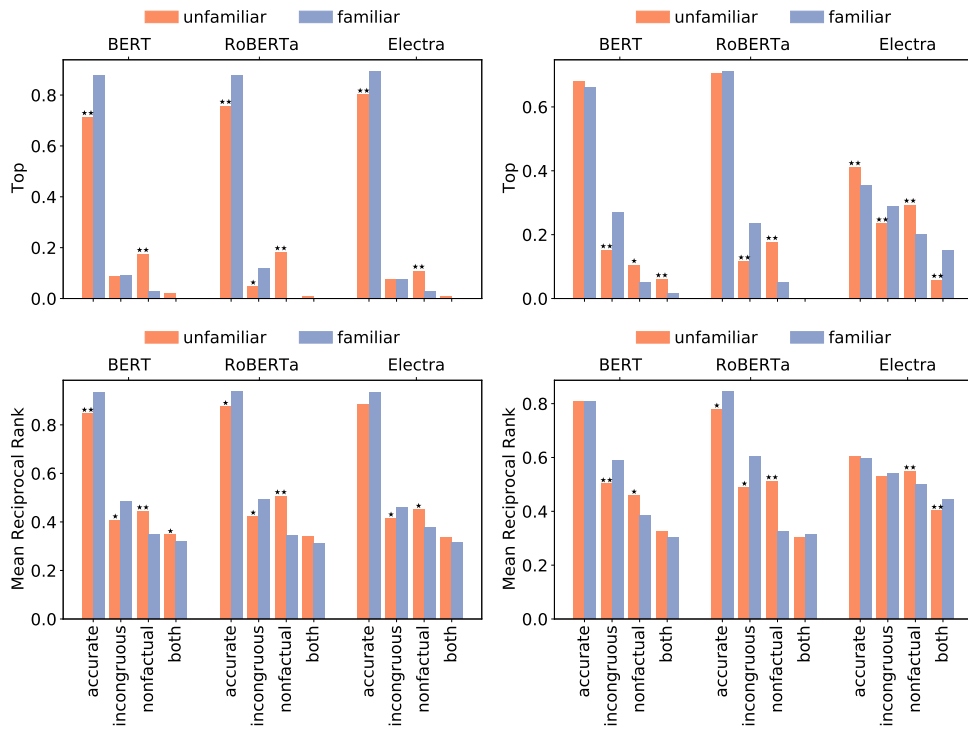 unfamiliar familiar
BERT RoBERTa Electra
Top
0.8
0.6
0.4
0.2
0.0
★★ ★★ ★★ ★★ ★ ★★ ★★ ★★
unfamiliar familiar
BERT RoBERTa Electra
Top
0.6
0.4
0.2
0.0
★★ ★ ★★ ★★ ★★ ★★ ★★ ★★ ★★
unfamiliar familiar
BERT RoBERTa Electra
Mean Reciprocal Rank
0.8
0.6
0.4
0.2
0.0
★★ ★ ★★ ★ ★ ★ ★★ ★ ★
accurate
incongruous
nonfactual
both
accurate
incongruous
nonfactual
both
accurate
incongruous
nonfactual
both
unfamiliar familiar
BERT RoBERTa Electra
Mean Reciprocal Rank
0.8
0.6
0.4
0.2
0.0
★★ ★ ★ ★ ★★ ★★ ★★
accurate
incongruous
nonfactual
both
accurate
incongruous
nonfactual
both
accurate
incongruous
nonfactual
both